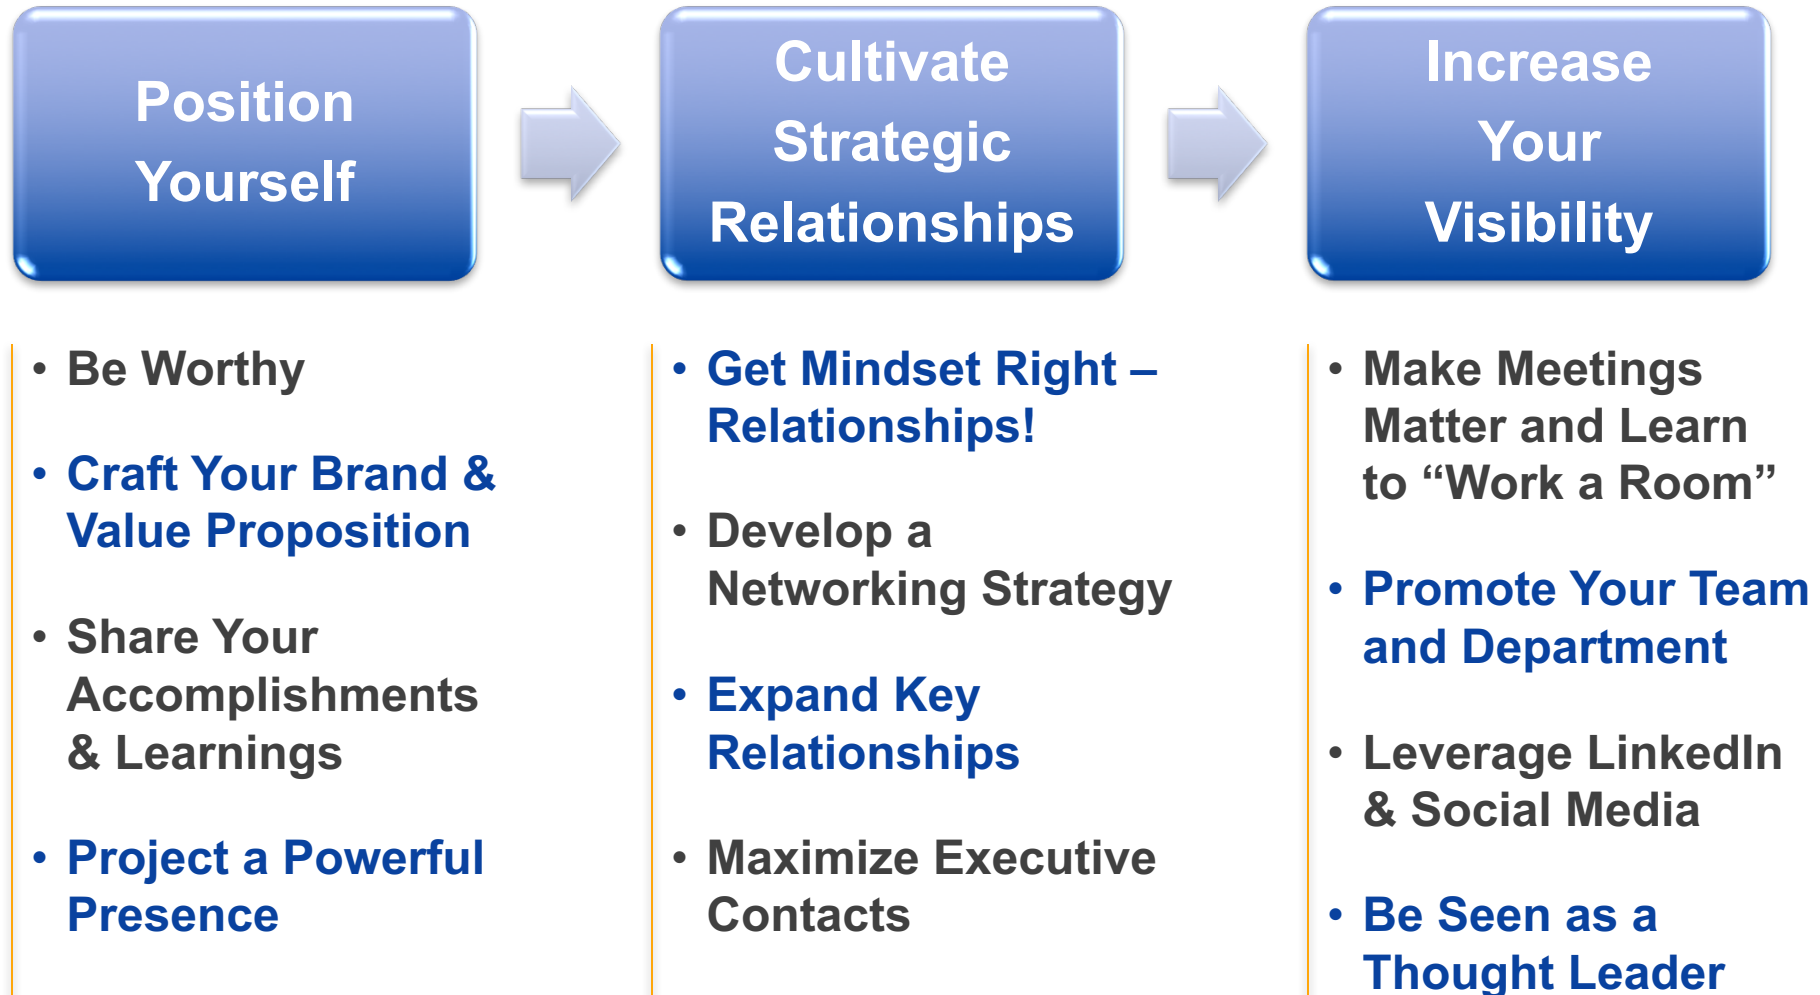 Position
Yourself
Cultivate
Strategic
Relationships
Increase
Your
Visibility
• Be Worthy
• Craft Your Brand &
Value Proposition
• Share Your
Accomplishments
& Learnings
• Project a Powerful
Presence
• Get Mindset Right –
Relationships!
• Develop a
Networking Strategy
• Expand Key
Relationships
• Maximize Executive
Contacts
• Make Meetings
Matter and Learn
to “Work a Room”
• Promote Your Team
and Department
• Leverage LinkedIn
& Social Media
• Be Seen as a
Thought Leader